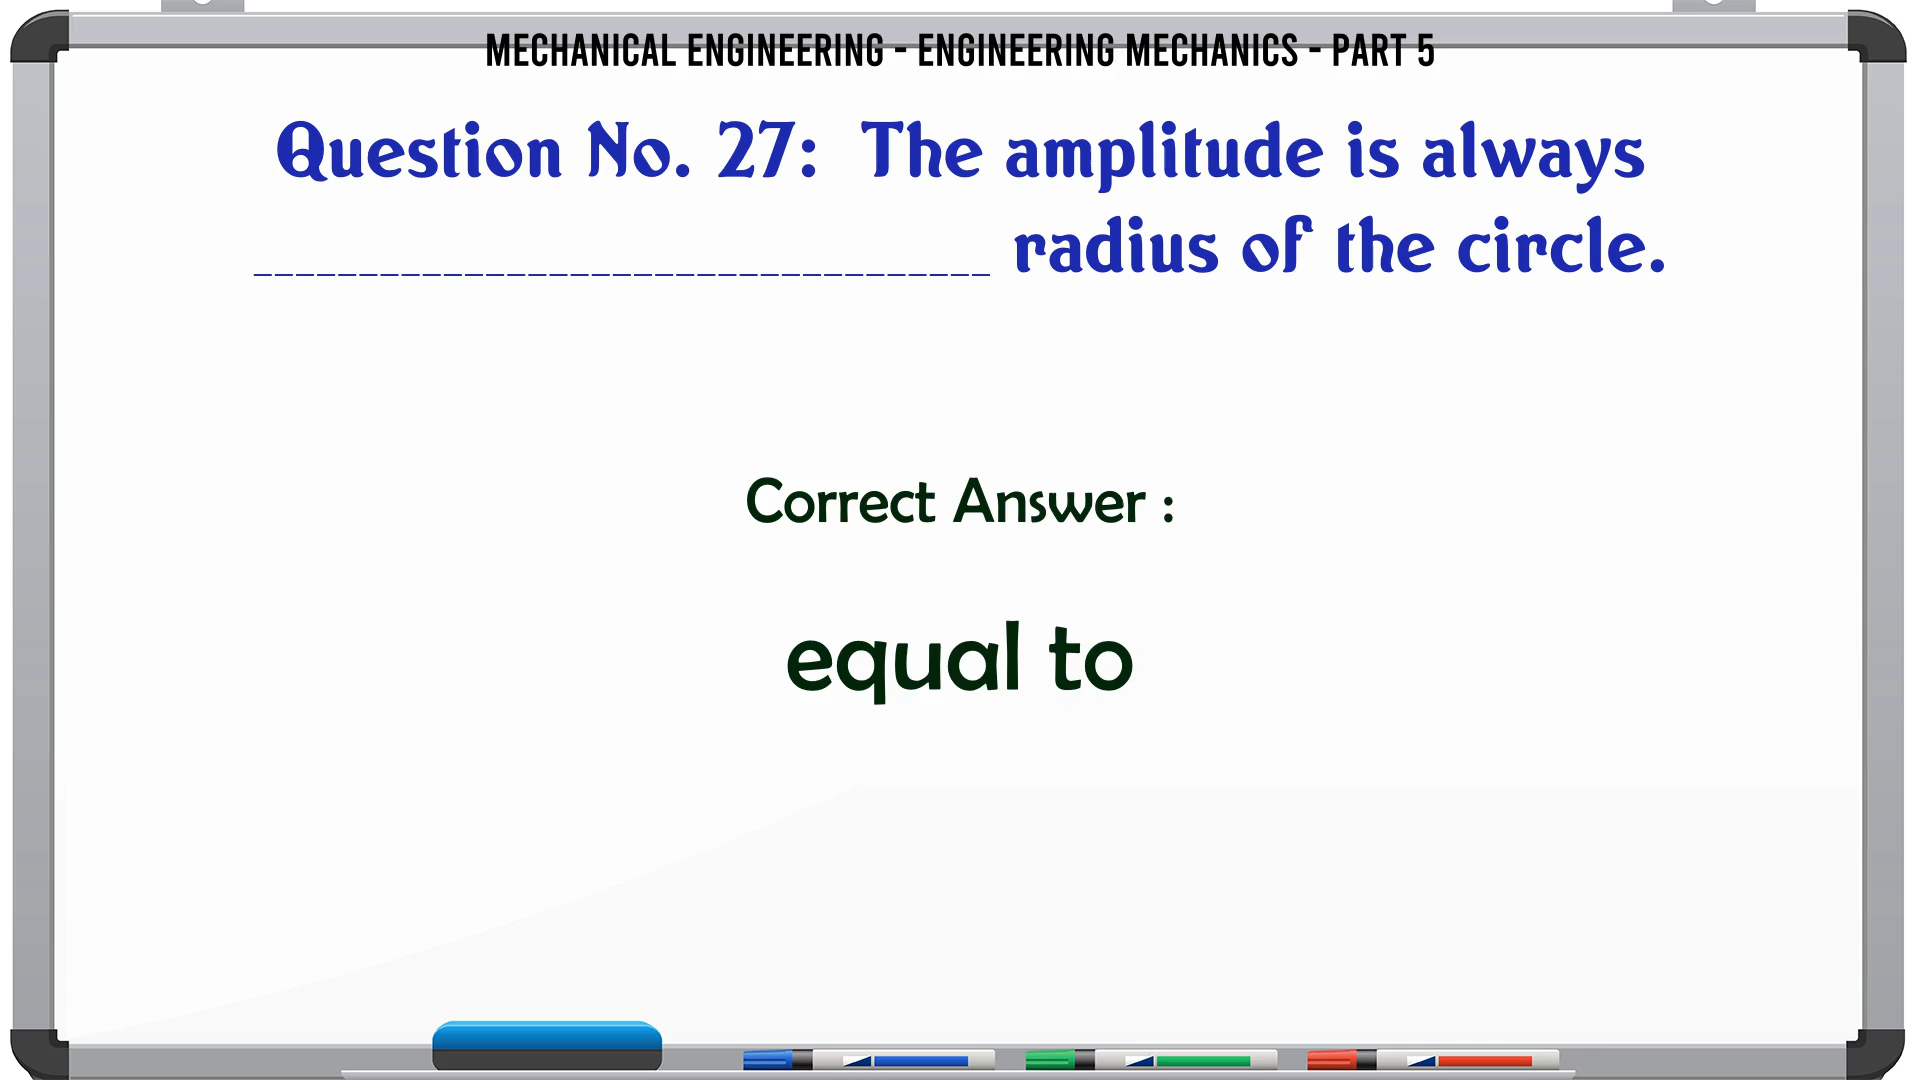 MECHANICAL ENGINEERING - ENGINEERING MECHANICS - PART 5
Question No. 27: The amplitude is always
___________________________________ radius of the circle.
Correct Answer :
equal to